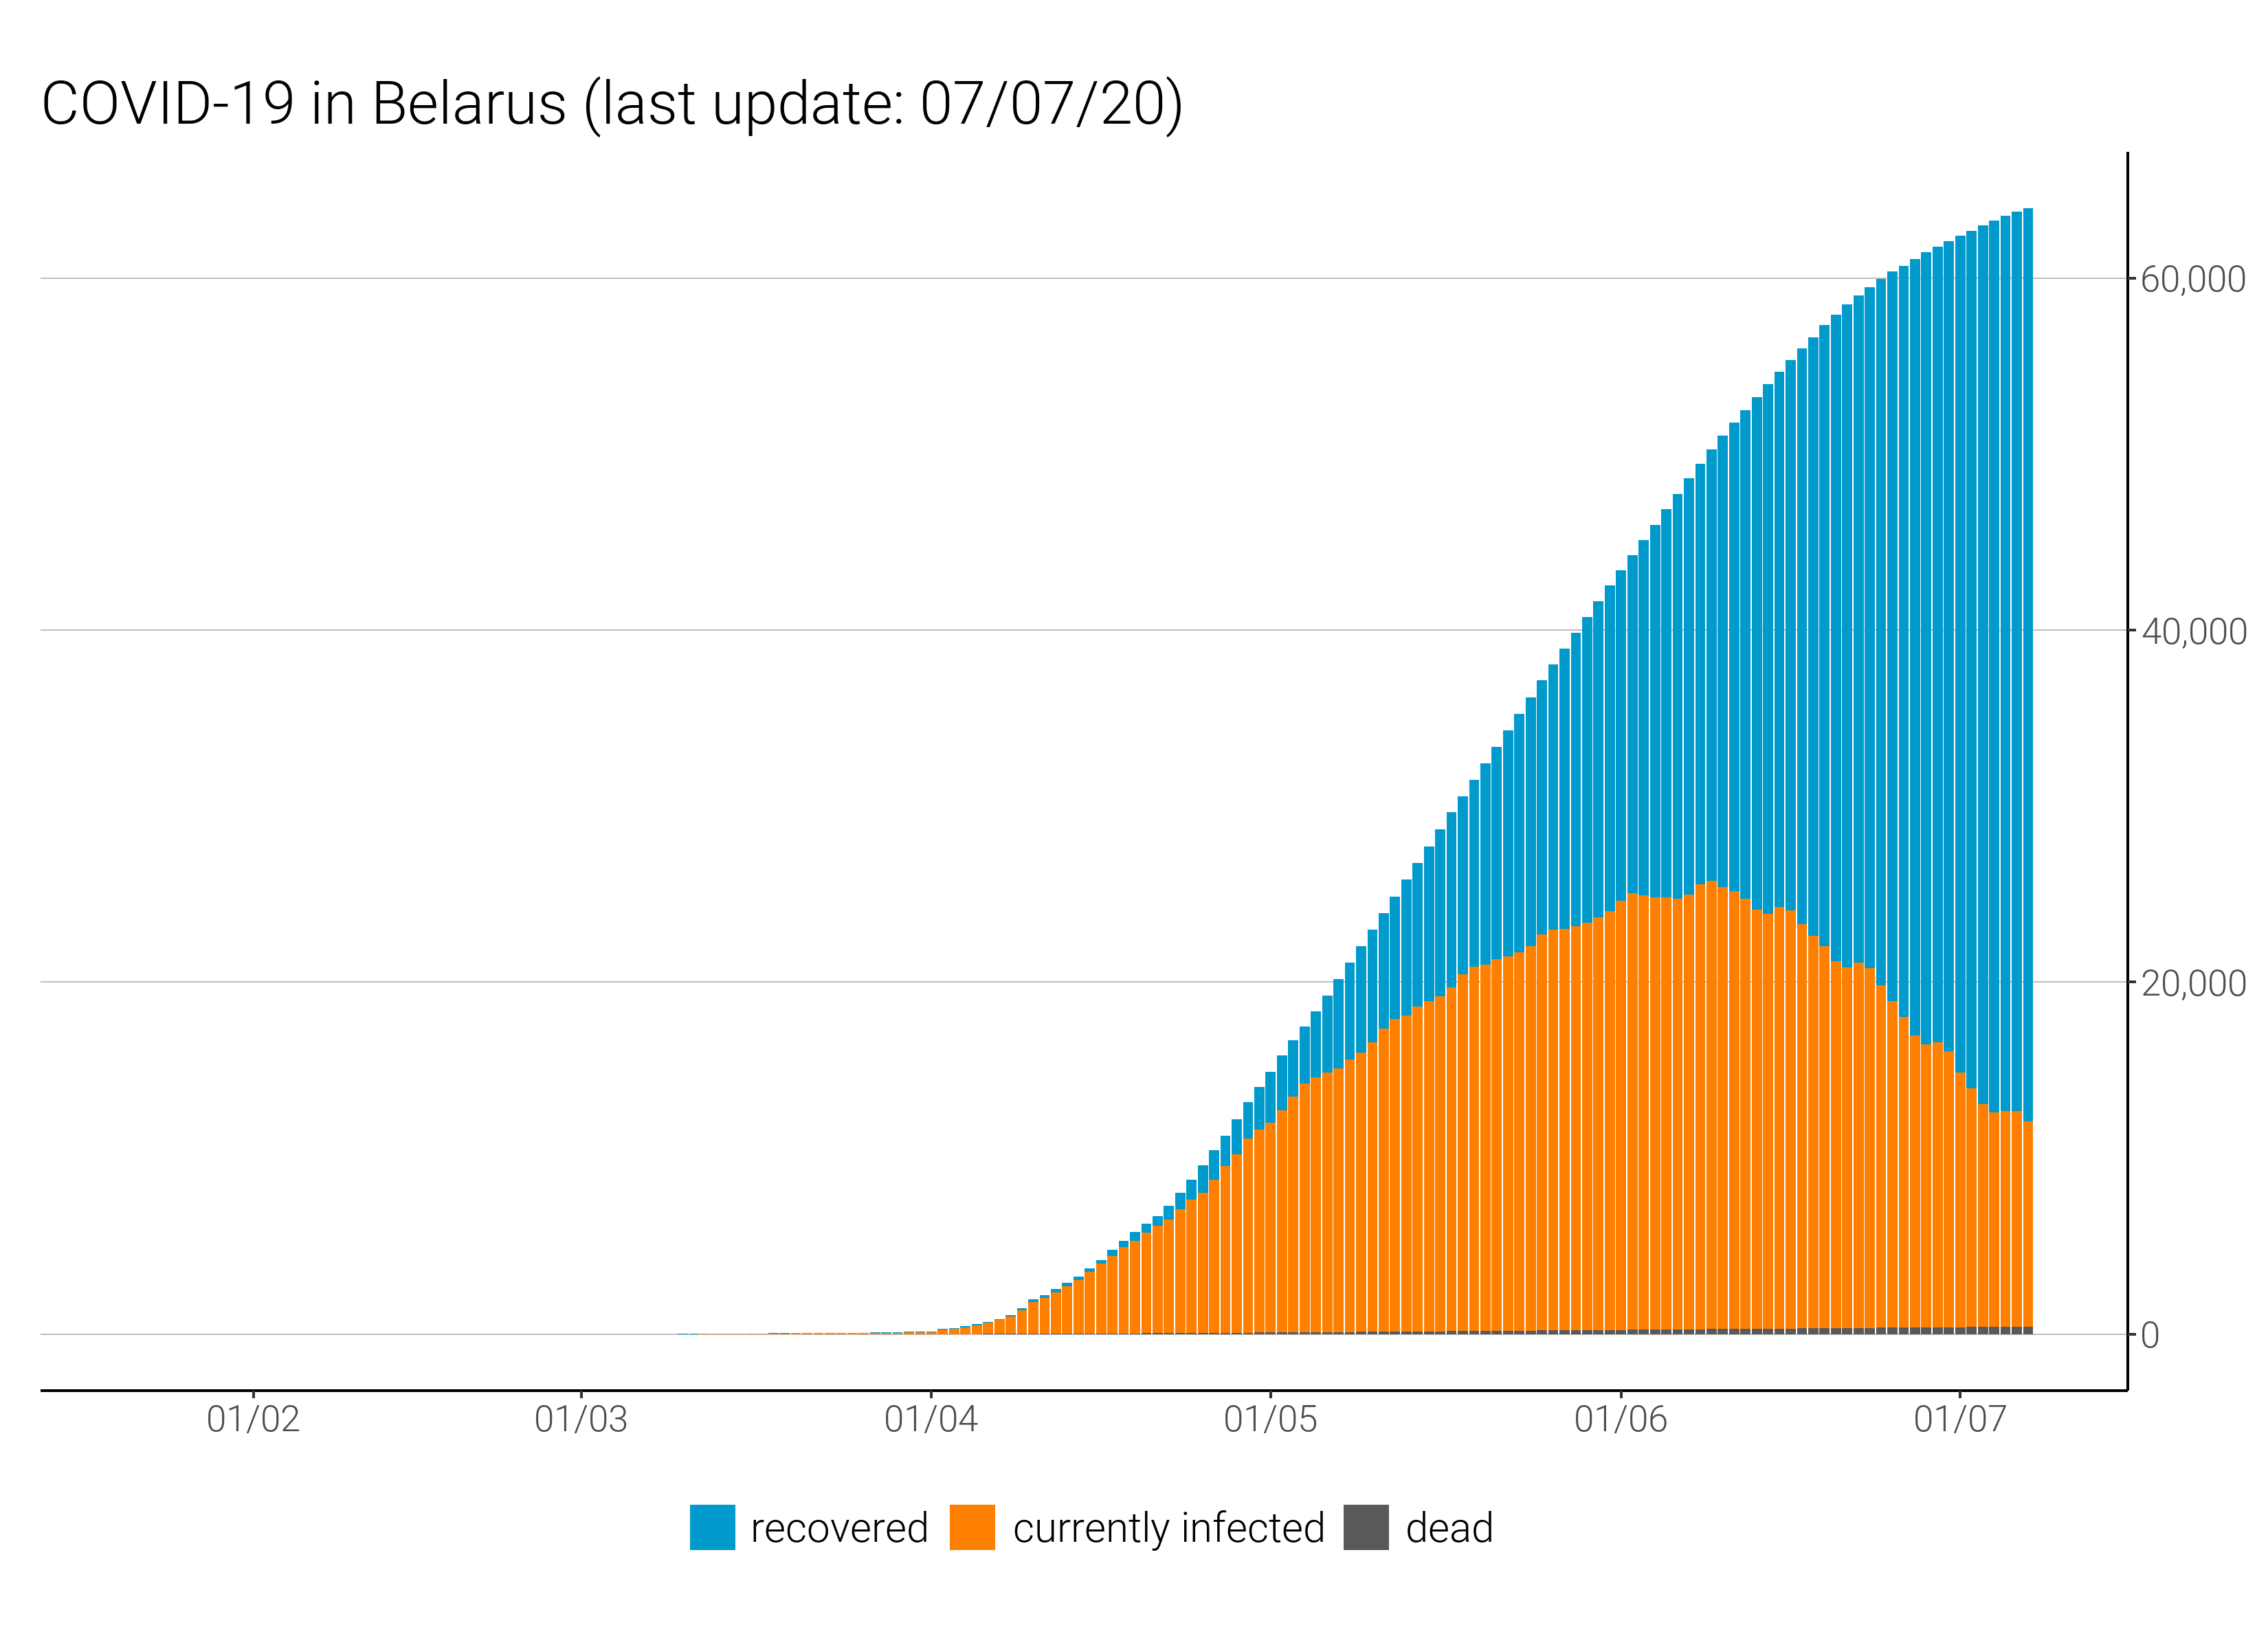 COVID-19 in Belarus (last update: 07/07/20)
60,000
40,000
20,000
0
01/02 01/03 01/04 01/05 01/06 01/07
recovered currently infected dead